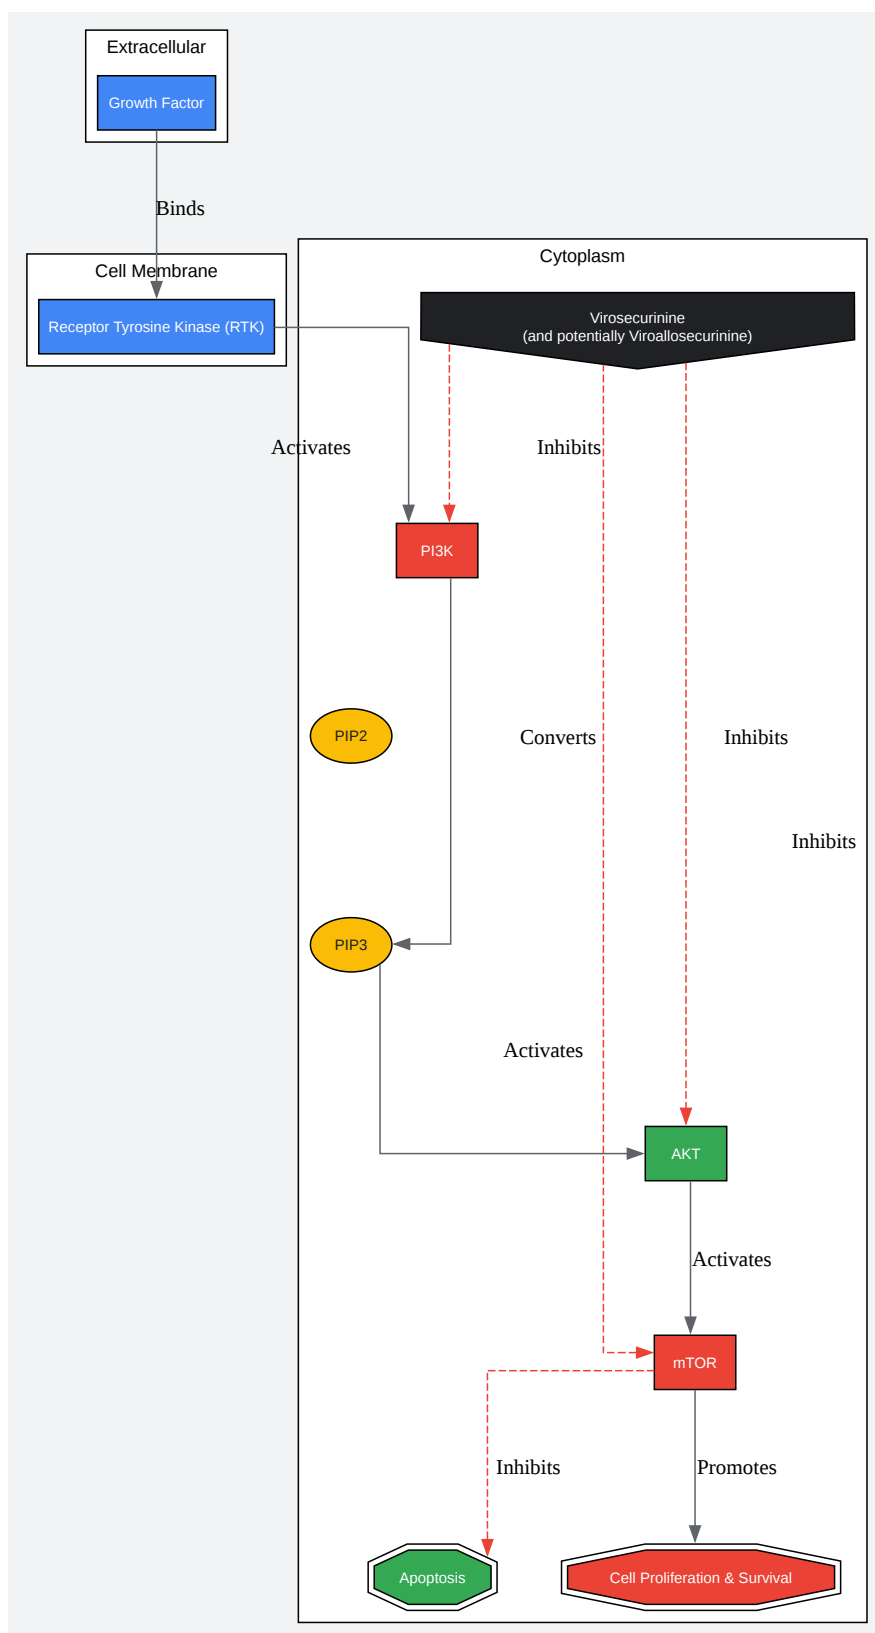 Extracellular
Growth Factor
Binds
Cell Membrane
Receptor Tyrosine Kinase (RTK)
Cytoplasm
Virosecurinine
(and potentially Viroallosecurinine)
Activates
Inhibits
PI3K
PIP2
Converts
Inhibits
Inhibits
PIP3
Activates
AKT
Activates
mTOR
Inhibits
Promotes
Apoptosis
Cell Proliferation & Survival